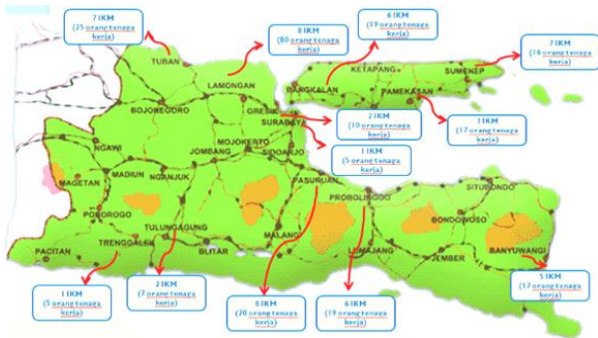 7 IKM
(25 orang tenaga
kerja)
8 IKM
(80 orang tenaga
kerja)
6 IKM
(19 orang tenaga
kerja)
7 IKM
(16 orang tenaga
kerja)
TUBAN
LAMONGAN
KETAPANG
SUMENEP
BANGKALAN
PAMEKASAN
BOJONEGORO
GRESIK
SURABAYA
2 IKM
(10 orang tenaga
kerja)
3 IKM
(17 orang tenaga
kerja)
NGAWI
MOJOKERTO
JOMBANG
SIDOARJO
1 IKM
(5 orang tenaga
kerja)
MAGETAN
MADIUN
NGANJUK
PASURUAN
PROBOLINGGO
SITUBONDO
PONOROGO
BONDOWOSO
TULUNGAGUNG
TRENGGALEK
PACITAN
BLITAR
MALANG
LUMAJANG
JEMBER
BANYUWANGI
1 IKM
(5 orang tenaga
kerja)
2 IKM
(7 orang tenaga
kerja)
8 IKM
(20 orang tenaga
kerja)
6 IKM
(19 orang tenaga
kerja)
5 IKM
(17 orang tenaga
kerja)